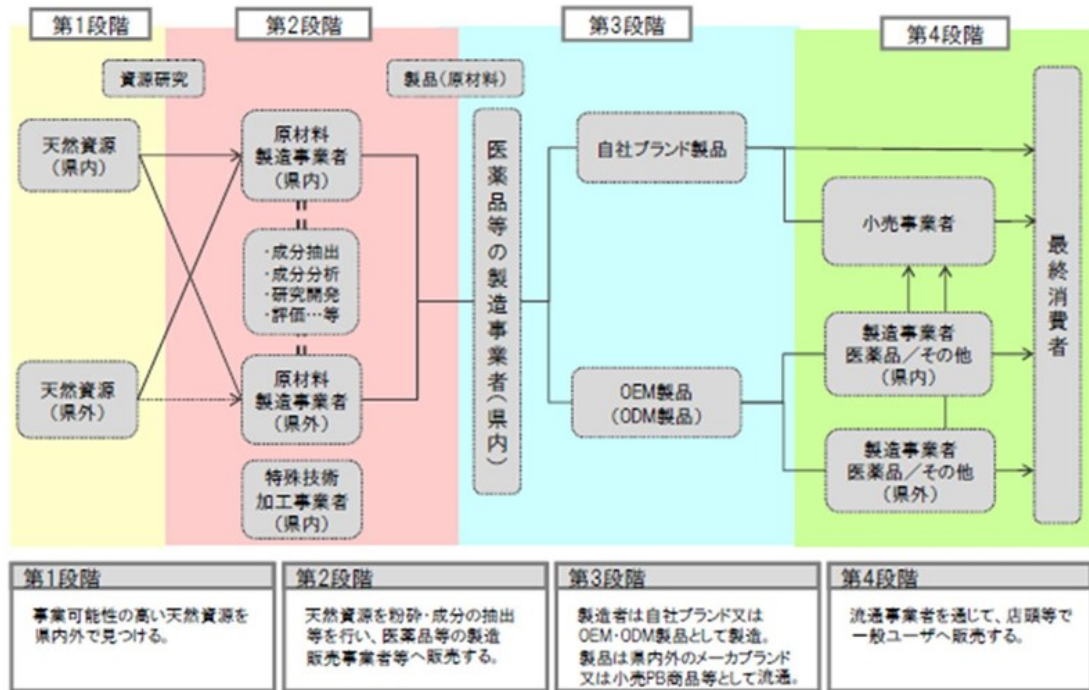 第1段階
第2段階
第3段階
第4段階
資源研究
製品(原材料)
天然資源
(県内)
天然資源
(県外)
原材料
製造事業者
(県内)
・成分抽出
・成分分析
・研究開発
・評価…等
原材料
製造事業者
(県外)
特殊技術
加工事業者
(県内)
医薬品等の製造事業者(県内)
自社ブランド製品
OEM製品
(ODM製品)
小売事業者
製造事業者
医薬品/その他
(県内)
製造事業者
医薬品/その他
(県外)
最終消費者
第1段階
事業可能性の高い天然資源を
県内外で見つける。
第2段階
天然資源を粉砕・成分の抽出
等を行い、医薬品等の製造
販売事業者等へ販売する。
第3段階
製造者は自社ブランド又は
OEM・ODM製品として製造。
製品は県内外のメーカブランド
又は小売PB商品等として流通。
第4段階
流通事業者を通じて、店頭等で
一般ユーザへ販売する。